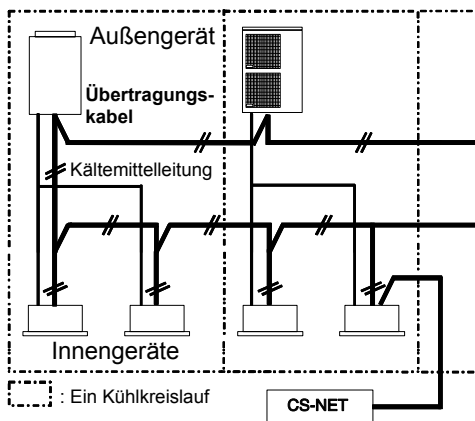 Außengerät
Übertragungs-
kabel
Kältemittelleitung
Innengeräte
: Ein Kühlkreislauf
CS-NET